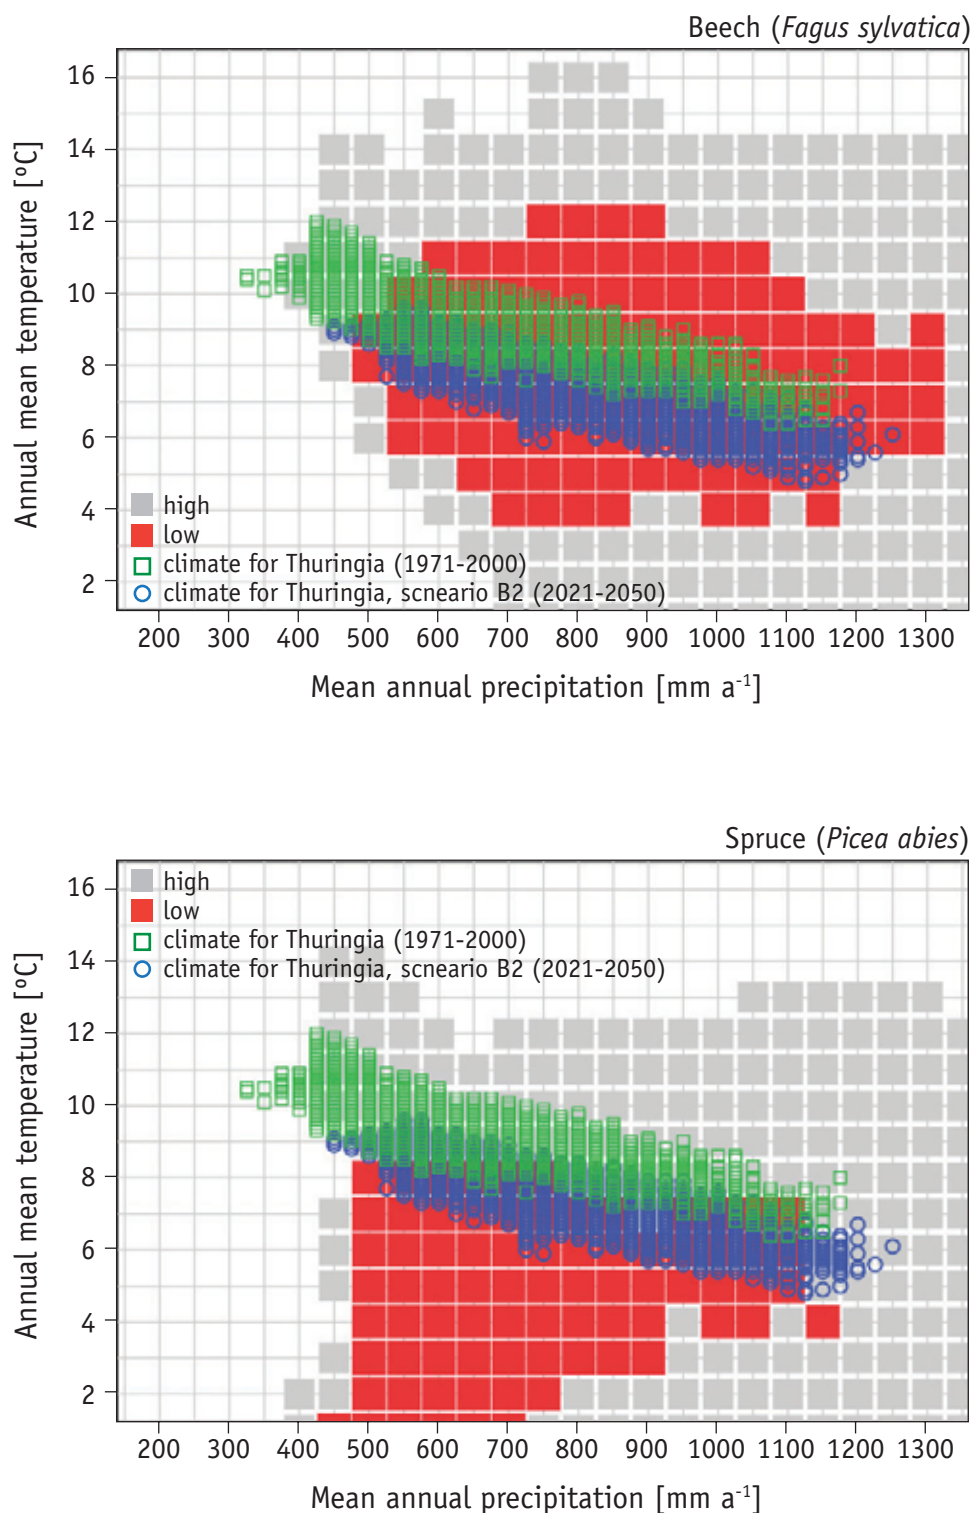 Beech (Fagus sylvatica)
16
14
12
10
8
6
4
2
Annual mean temperature [ºC]
high
low
climate for Thuringia (1971-2000)
climate for Thuringia, scneario B2 (2021-2050)
200 300 400 500 600 700 800 900 1000 1100 1200 1300
Mean annual precipitation [mm a-1]
Spruce (Picea abies)
16
14
12
10
8
6
4
2
Annual mean temperature [ºC]
high
low
climate for Thuringia (1971-2000)
climate for Thuringia, scneario B2 (2021-2050)
200 300 400 500 600 700 800 900 1000 1100 1200 1300
Mean annual precipitation [mm a-1]